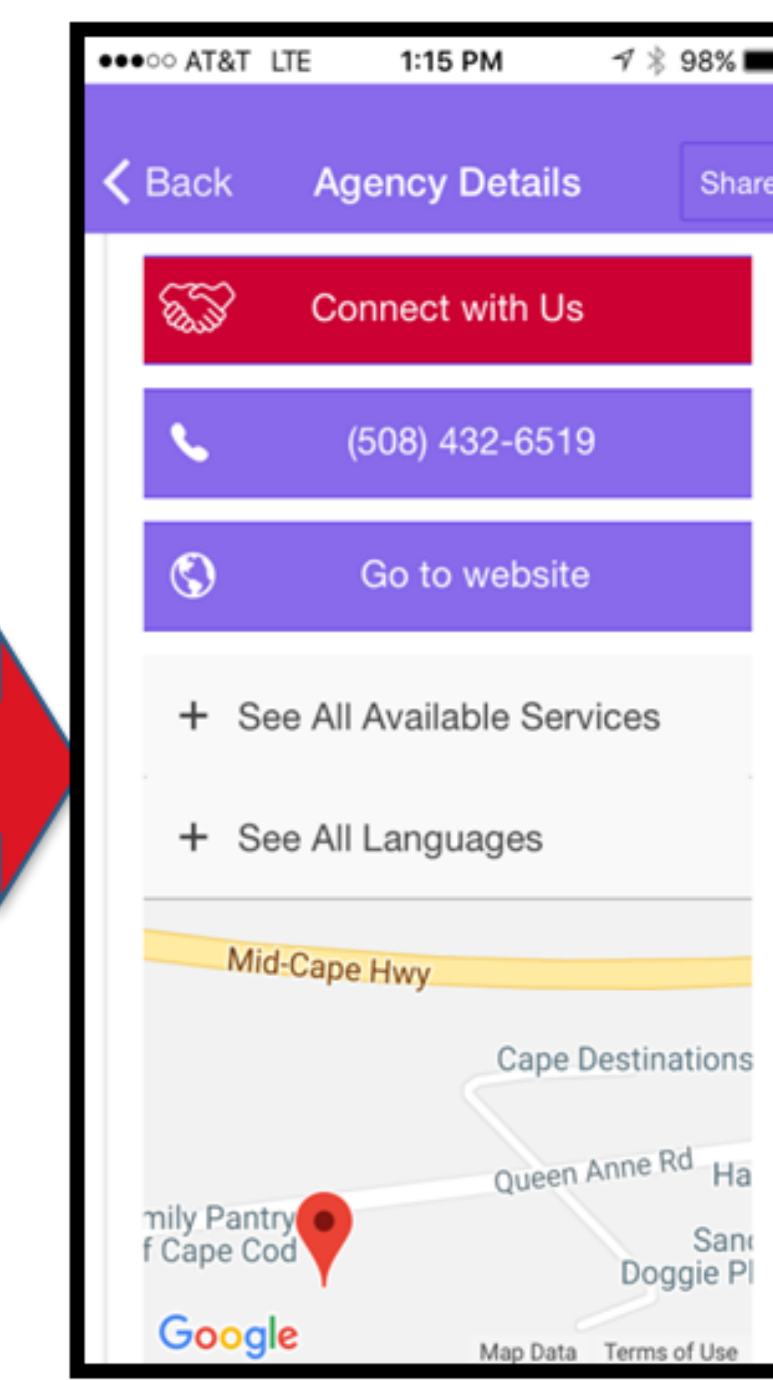 AT&T LTE 1:15 PM 98%
Back Agency Details Share
Connect with Us
(508) 432-6519
Go to website
+ See All Available Services
+ See All Languages
Mid-Cape Hwy
Cape Destinations
Queen Anne Rd
Ha
mily Pantry
f Cape Cod
San
Doggie Pl
Google
Map Data Terms of Use